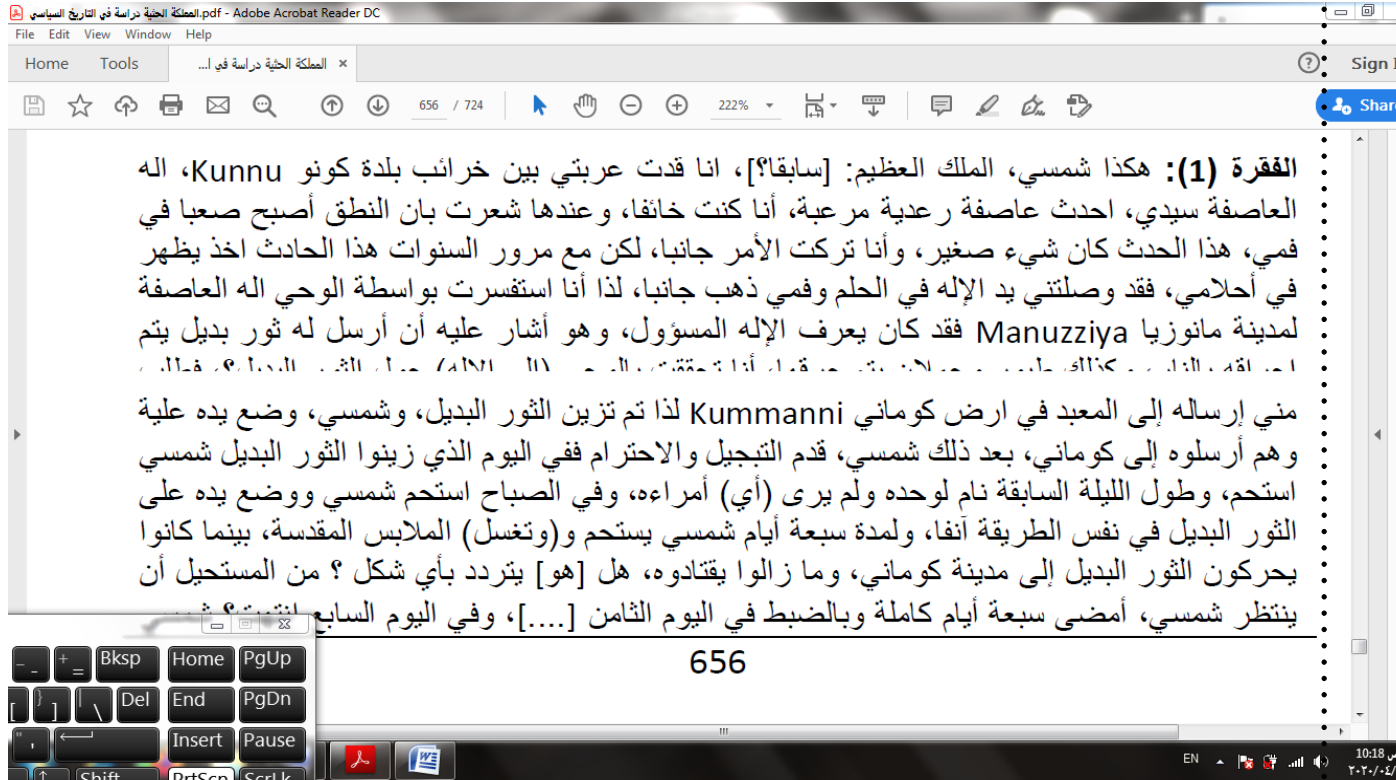 المملكة الحثية دراسة في التاريخ السياسي.pdf - Adobe Acrobat Reader DC
File Edit View Window Help
Home Tools المملكة الحثية دراسة في ا... × ? Sign
656 / 724 222% Shar
الفقرة (1): هكذا شمسي، الملك العظيم: [سابقا؟]، انا قدت عربتي بين خرائب بلدة كونو Kunnu، اله
العاصفة سيدي، احدث عاصفة رعدية مرعبة، أنا كنت خائفا، وعندها شعرت بان النطق أصبح صعبا في
فمي، هذا الحدث كان شيء صغير، وأنا تركت الأمر جانبا، لكن مع مرور السنوات هذا الحادث اخذ يظهر
في أحلامي، فقد وصلتني يد الإله في الحلم وفمي ذهب جانبا، لذا أنا استفسرت بواسطة الوحي اله العاصفة
لمدينة مانوزيا Manuzziya فقد كان يعرف الإله المسؤول، وهو أشار عليه أن أرسل له ثور بديل يتم
مني إرساله إلى المعبد في ارض كوماني Kummanni لذا تم تزين الثور البديل، وشمسي، وضع يده علية
وهم أرسلوه إلى كوماني، بعد ذلك شمسي، قدم التبجيل والاحترام ففي اليوم الذي زينوا الثور البديل شمسي
استحم، وطول الليلة السابقة نام لوحده ولم يرى (أي) أمراءه، وفي الصباح استحم شمسي ووضع يده على
الثور البديل في نفس الطريقة آنفا، ولمدة سبعة أيام شمسي يستحم و(وتغسل) الملابس المقدسة، بينما كانوا
يحركون الثور البديل إلى مدينة كوماني، وما زالوا يقتادوه، هل [هو] يتردد بأي شكل ؟ من المستحيل أن
ينتظر شمسي، أمضى سبعة أيام كاملة وبالضبط في اليوم الثامن [....]، وفي اليوم السابع
656
Bksp Home PgUp
Del End PgDn
Insert Pause
Shift PrtScn ScrLk
EN 10:18